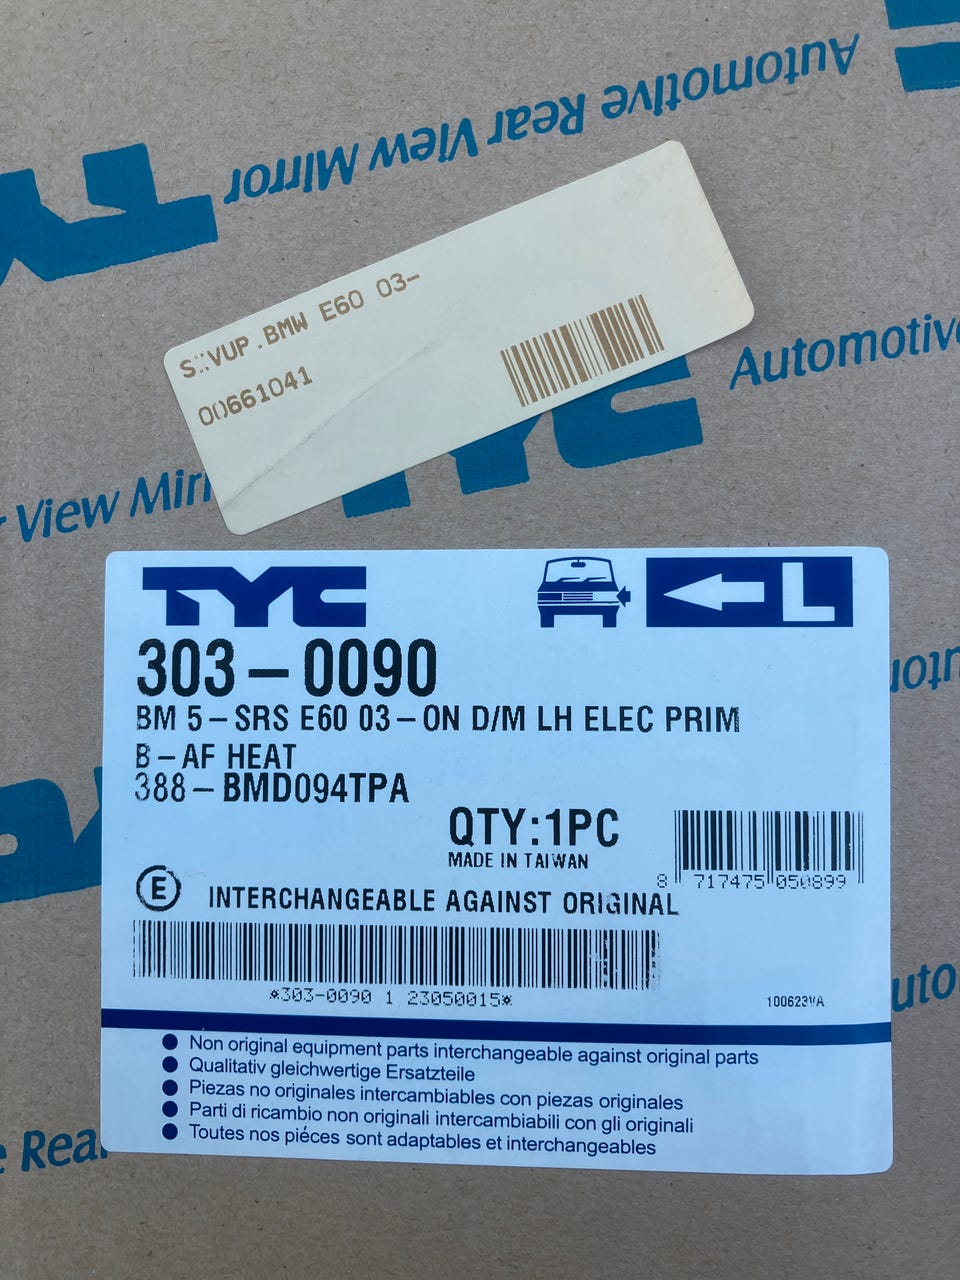 Automotive Rear View Mirror
S::VUP.BMW E60 03-
00661041
TYC
Automotive
View Mirr
TYC
L
303-0090
BM 5-SRS E60 03-ON D/M LH ELEC PRIM
B-AF HEAT
388-BMD094TPA
QTY:1PC
MADE IN TAIWAN
8 717475 050899
E INTERCHANGEABLE AGAINST ORIGINAL
*303-0090 1 23050015*
100623VA
Non original equipment parts interchangeable against original parts
Qualitativ gleichwertige Ersatzteile
Piezas no originales intercambiables con piezas originales
Parti di ricambio non originali intercambiabili con gli originali
Toutes nos piéces sont adaptables et interchangeables
Rear